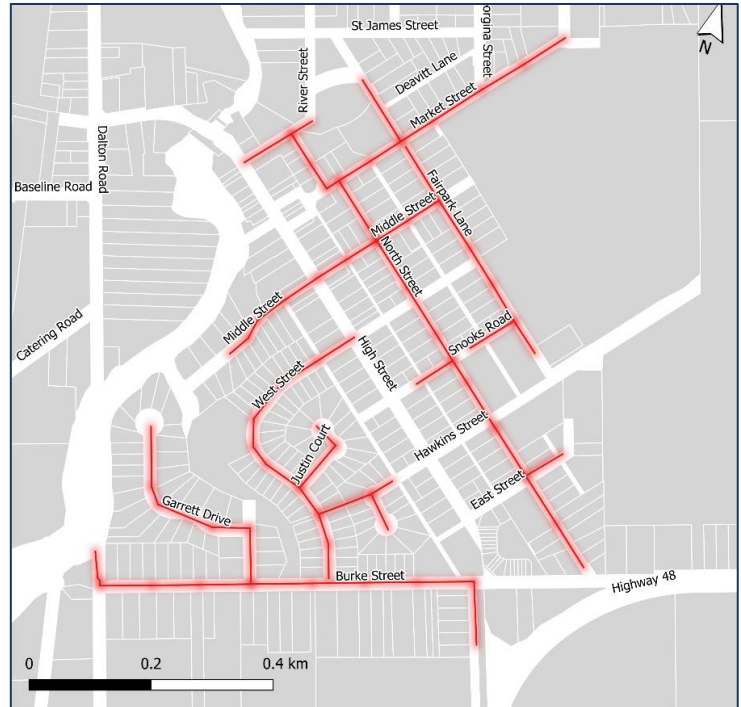 St James Street
orgina Street
Deavitt Lane
River Street
Market Street
N
Dalton Road
Baseline Road
Fairpark Lane
Middle Street
North Street
Middle Street
Catering Road
Snooks Road
High Street
West Street
Hawkins Street
Justin Court
East Street
Garrett Drive
Burke Street
Highway 48
0 0.2 0.4 km